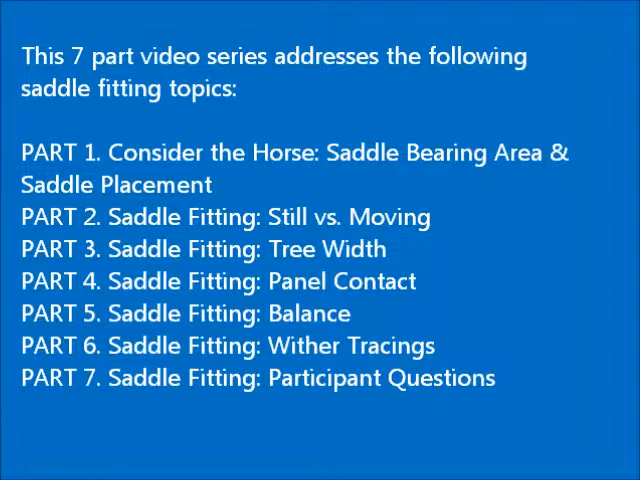 This 7 part video series addresses the following
saddle fitting topics:
PART 1. Consider the Horse: Saddle Bearing Area &
Saddle Placement
PART 2. Saddle Fitting: Still vs. Moving
PART 3. Saddle Fitting: Tree Width
PART 4. Saddle Fitting: Panel Contact
PART 5. Saddle Fitting: Balance
PART 6. Saddle Fitting: Wither Tracings
PART 7. Saddle Fitting: Participant Questions